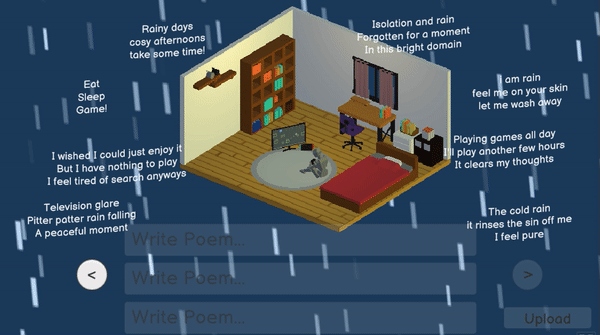 Rainy days
cosy afternoons
take some time!
Isolation and rain
Forgotten for a moment
In this bright domain
Eat
Sleep
Game!
I am rain
feel me on your skin
let me wash away
I wished I could just enjoy it
But I have nothing to play
I feel tired of search anyways
Playing games all day
I'll play another few hours
It clears my thoughts
Television glare
Pitter patter rain falling
A peaceful moment
The cold rain
it rinses the sin off me
I feel pure
Write Poem...
Write Poem...
Write Poem...
<
>
Upload